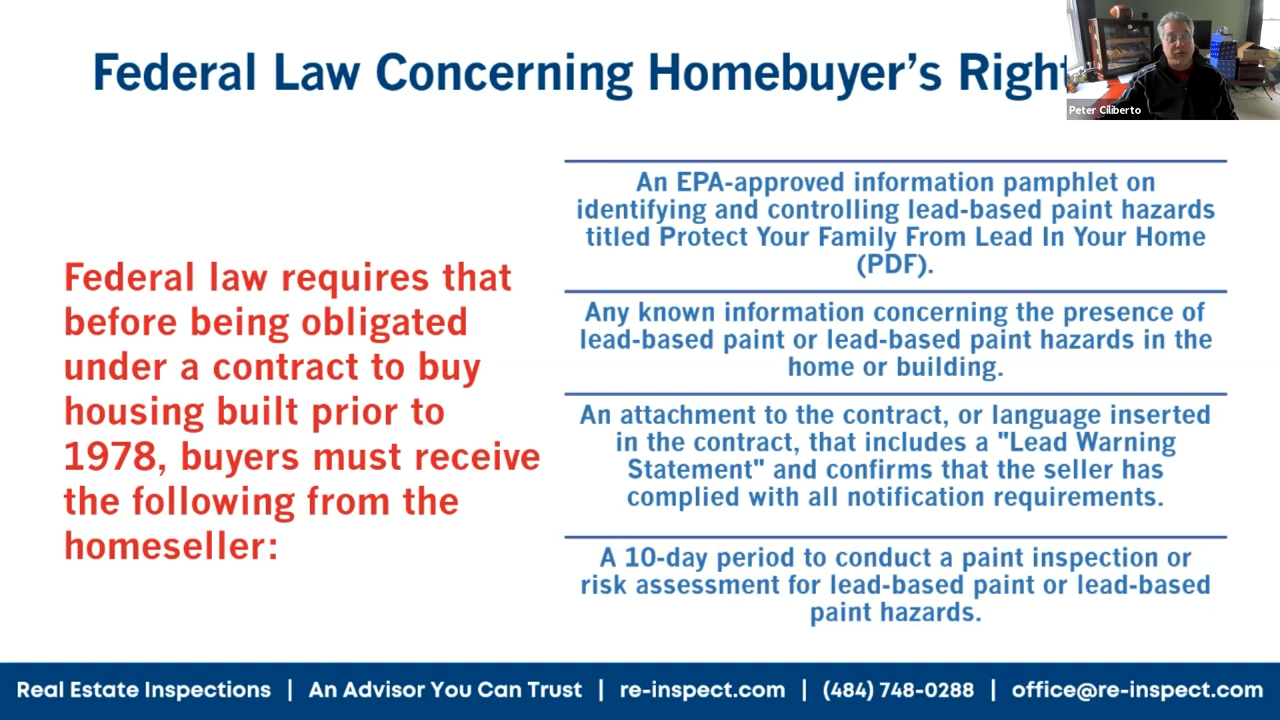 Federal Law Concerning Homebuyer's Right
Peter Ciliberto
Federal law requires that
before being obligated
under a contract to buy
housing built prior to
1978, buyers must receive
the following from the
homeseller:
An EPA-approved information pamphlet on
identifying and controlling lead-based paint hazards
titled Protect Your Family From Lead In Your Home
(PDF).
Any known information concerning the presence of
lead-based paint or lead-based paint hazards in the
home or building.
An attachment to the contract, or language inserted
in the contract, that includes a "Lead Warning
Statement" and confirms that the seller has
complied with all notification requirements.
A 10-day period to conduct a paint inspection or
risk assessment for lead-based paint or lead-based
paint hazards.
Real Estate Inspections | An Advisor You Can Trust | re-inspect.com | (484) 748-0288 | office@re-inspect.com